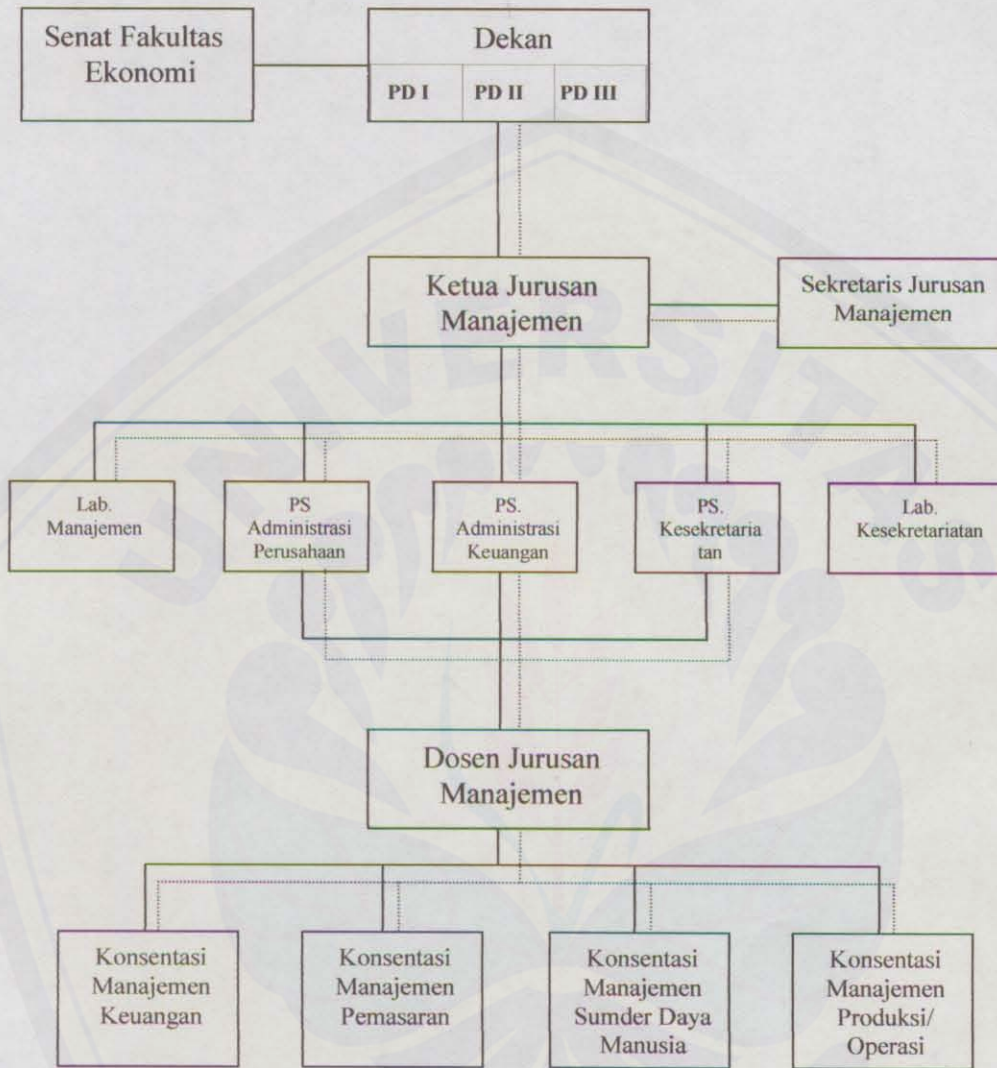 Senat Fakultas
Ekonomi
Dekan
PD I
PD II
PD III
Ketua Jurusan
Manajemen
Sekretaris Jurusan
Manajemen
Lab.
Manajemen
PS
Administrasi
Perusahaan
PS.
Administrasi
Keuangan
PS.
Kesekretaria
tan
Lab.
Kesekretariatan
Dosen Jurusan
Manajemen
Konsentasi
Manajemen
Keuangan
Konsentasi
Manajemen
Pemasaran
Konsentasi
Manajemen
Sumder Daya
Manusia
Konsentasi
Manajemen
Produksi/
Operasi
UNIVERSITAS